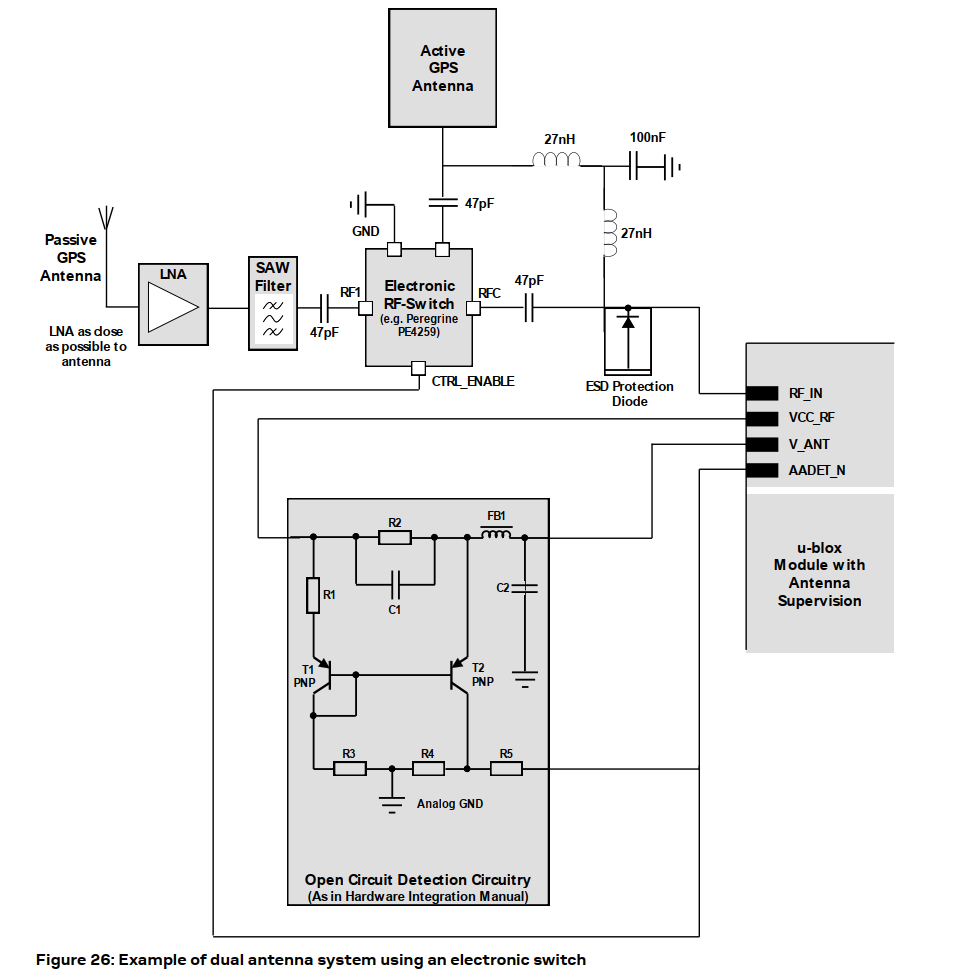 Active
GPS
Antenna
27nH
100nF
47pF
GND
27nH
Passive
GPS
Antenna
LNA
SAW
Filter
RF1
47pF
Electronic
RF-Switch
(e.g. Peregrine
PE4259)
RFC
47pF
LNA as close
as possible to
antenna
CTRL_ENABLE
ESD Protection
Diode
RF_IN
VCC_RF
V_ANT
AADET_N
u-blox
Module with
Antenna
Supervision
R2
FB1
C1
C2
R1
T1
PNP
T2
PNP
R3
R4
R5
Analog GND
Open Circuit Detection Circuitry
(As in Hardware Integration Manual)
Figure 26: Example of dual antenna system using an electronic switch